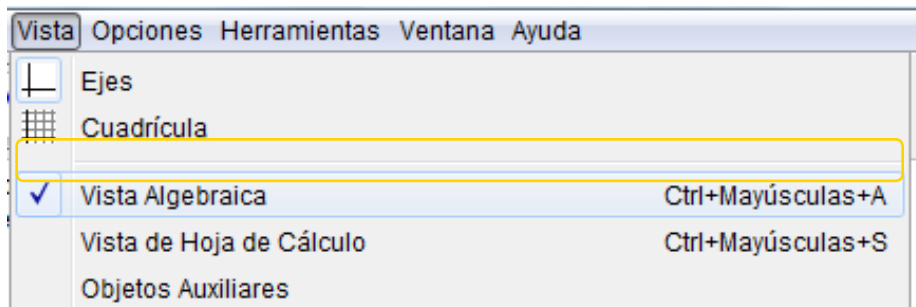 Vista Opciones Herramientas Ventana Ayuda
Ejes
Cuadrícula
Vista Algebraica Ctrl+Mayúsculas+A
Vista de Hoja de Cálculo Ctrl+Mayúsculas+S
Objetos Auxiliares